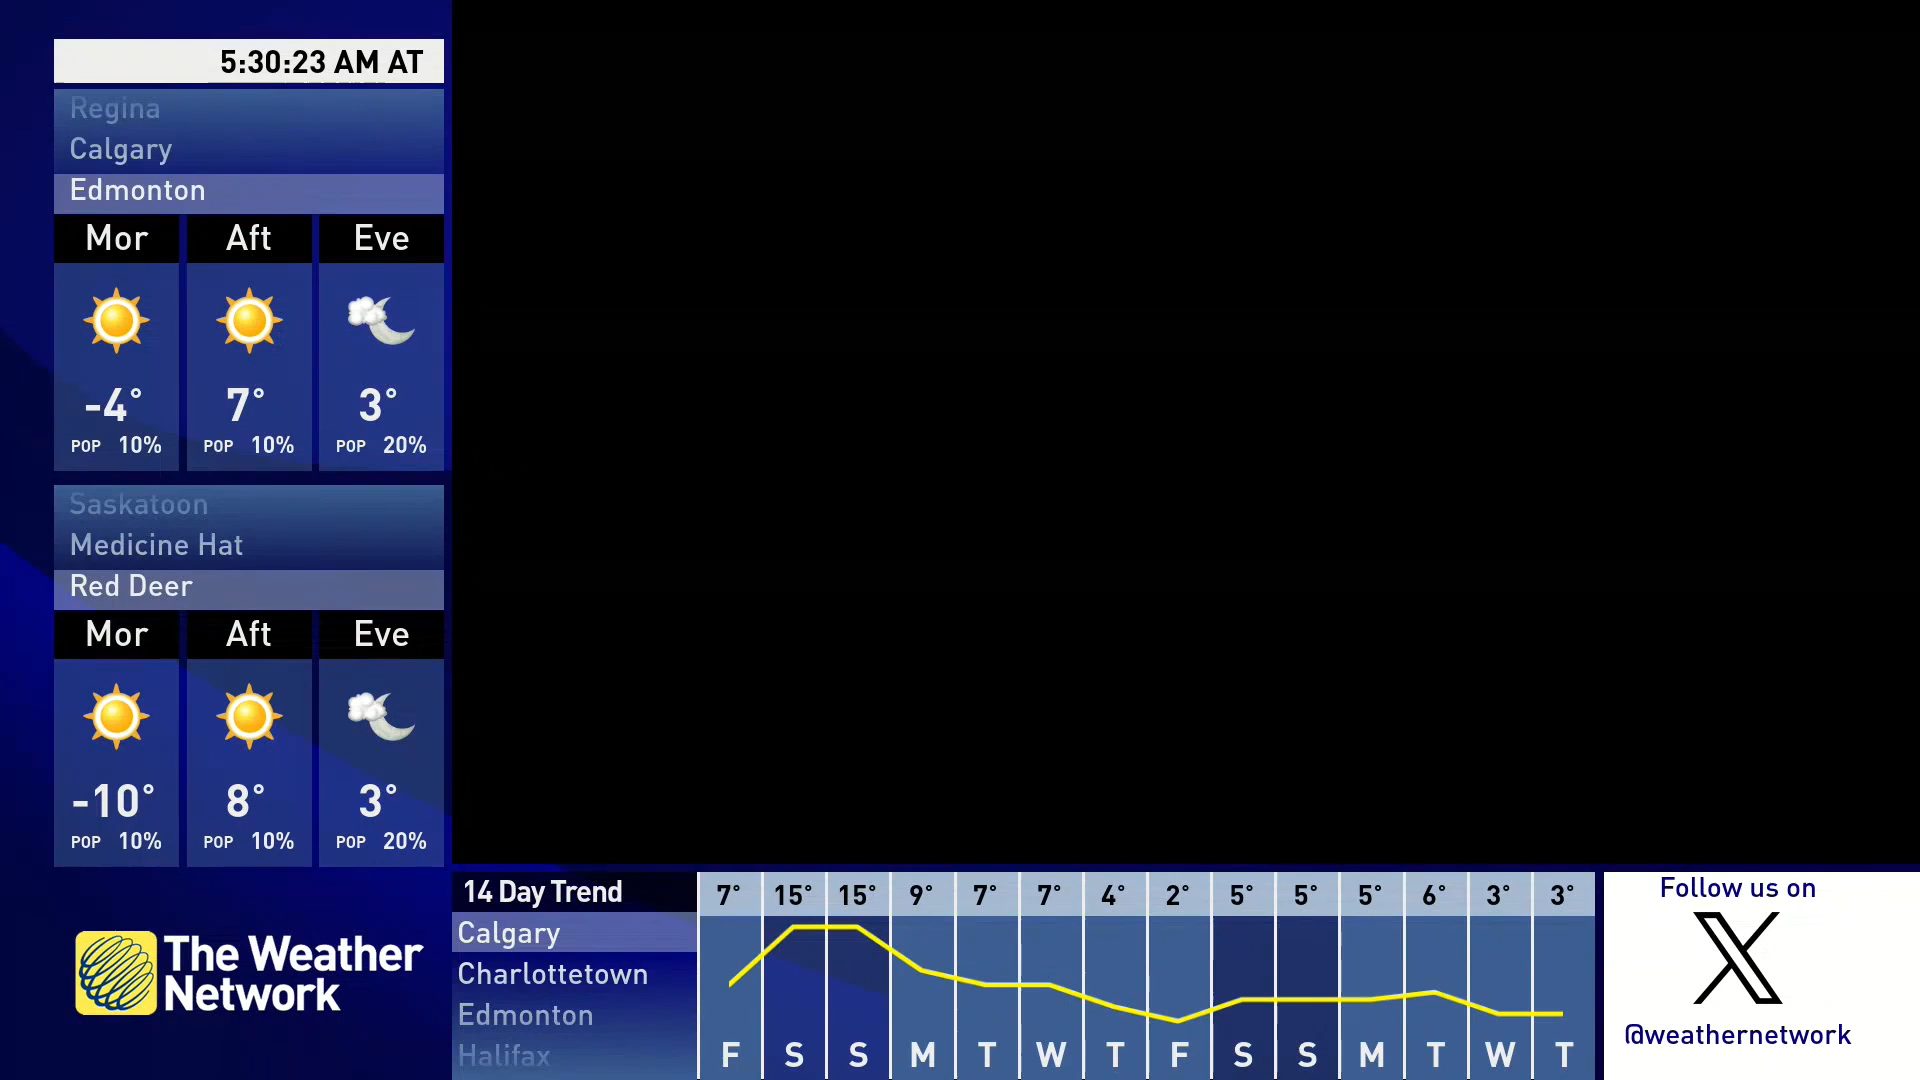 5:30:23 AM AT
Regina
Calgary
Edmonton
Mor Aft Eve
-4° 7° 3°
POP 10% POP 10% POP 20%
Saskatoon
Medicine Hat
Red Deer
Mor Aft Eve
-10° 8° 3°
POP 10% POP 10% POP 20%
The Weather
Network
14 Day Trend
Calgary
Charlottetown
Edmonton
Halifax
7° 15° 15° 9° 7° 7° 4° 2° 5° 5° 5° 6° 3° 3°
F S S M T W T F S S M T W T
Follow us on
X
@weathernetwork